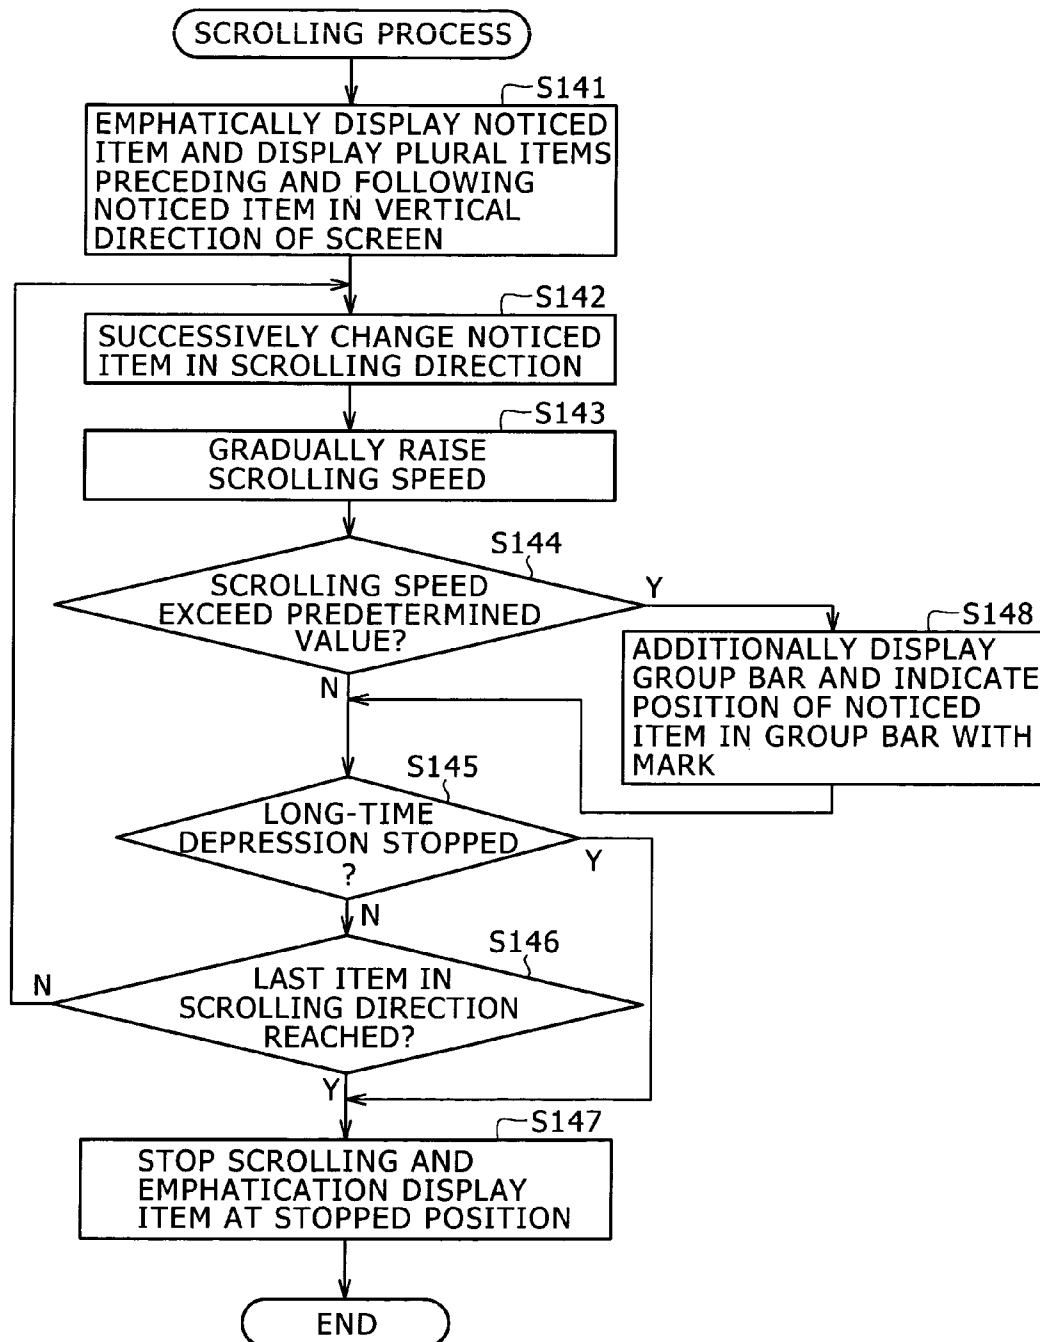 SCROLLING PROCESS
S141
EMPHATICALLY DISPLAY NOTICED
ITEM AND DISPLAY PLURAL ITEMS
PRECEDING AND FOLLOWING
NOTICED ITEM IN VERTICAL
DIRECTION OF SCREEN
S142
SUCCESSIVELY CHANGE NOTICED
ITEM IN SCROLLING DIRECTION
S143
GRADUALLY RAISE
SCROLLING SPEED
S144
SCROLLING SPEED
EXCEED PREDETERMINED
VALUE?
Y
N
S148
ADDITIONALLY DISPLAY
GROUP BAR AND INDICATE
POSITION OF NOTICED
ITEM IN GROUP BAR WITH
MARK
S145
LONG-TIME
DEPRESSION STOPPED
?
Y
N
S146
LAST ITEM IN
SCROLLING DIRECTION
REACHED?
N
Y
S147
STOP SCROLLING AND
EMPHATICATION DISPLAY
ITEM AT STOPPED POSITION
END